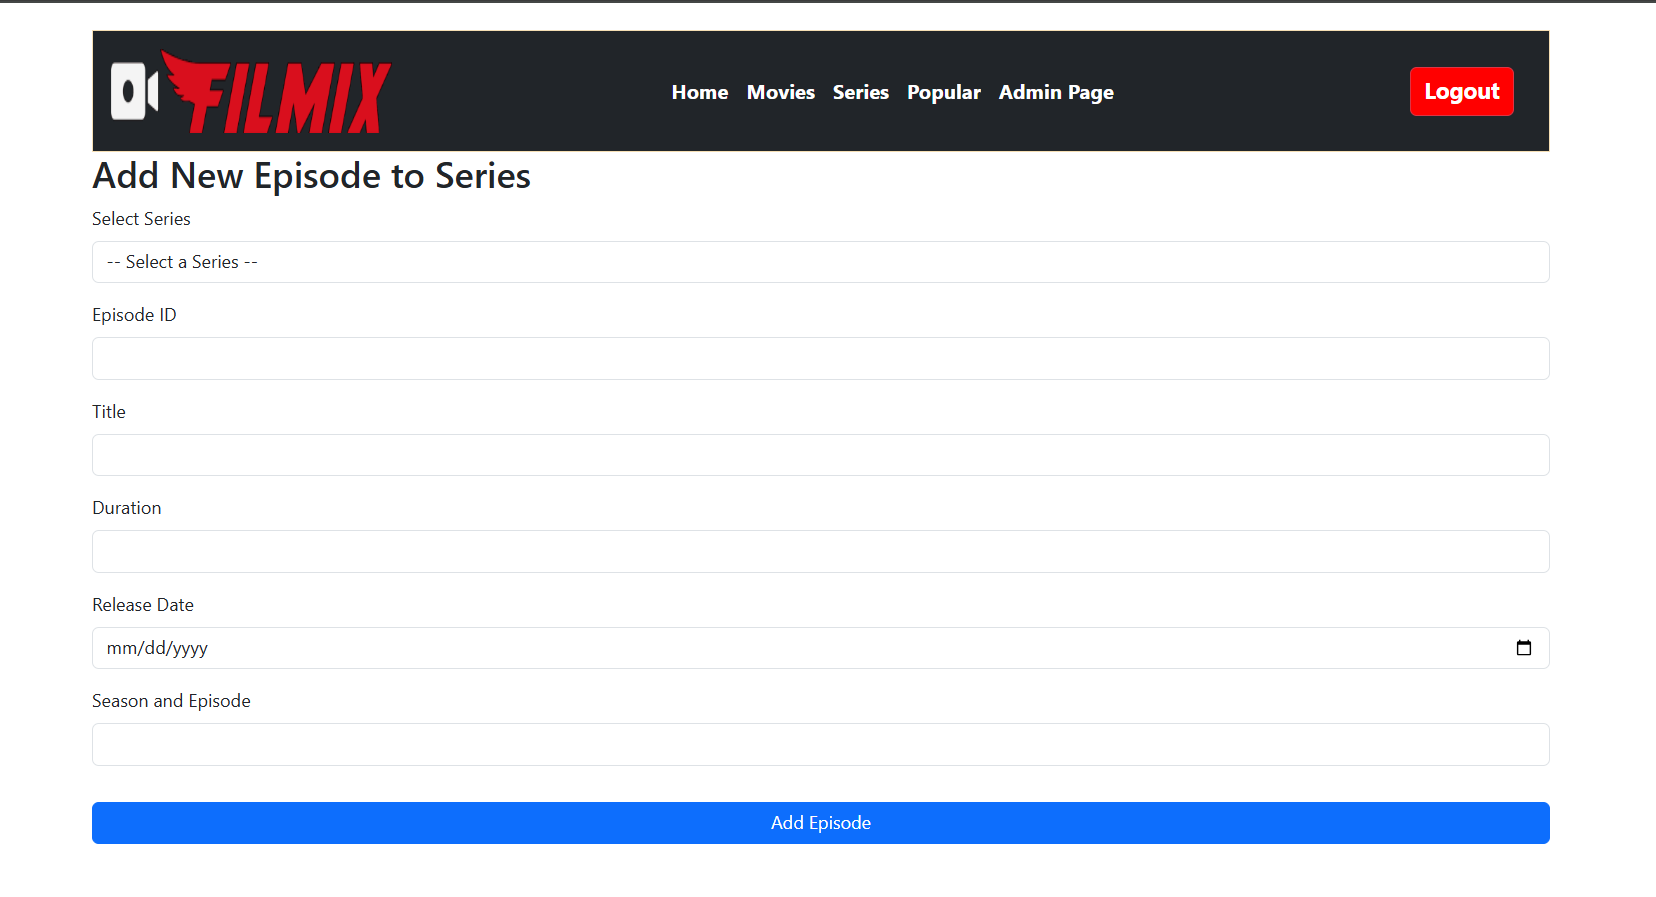 FILMIX
Home Movies Series Popular Admin Page
Logout
Add New Episode to Series
Select Series
-- Select a Series --
Episode ID
Title
Duration
Release Date
mm/dd/yyyy
Season and Episode
Add Episode